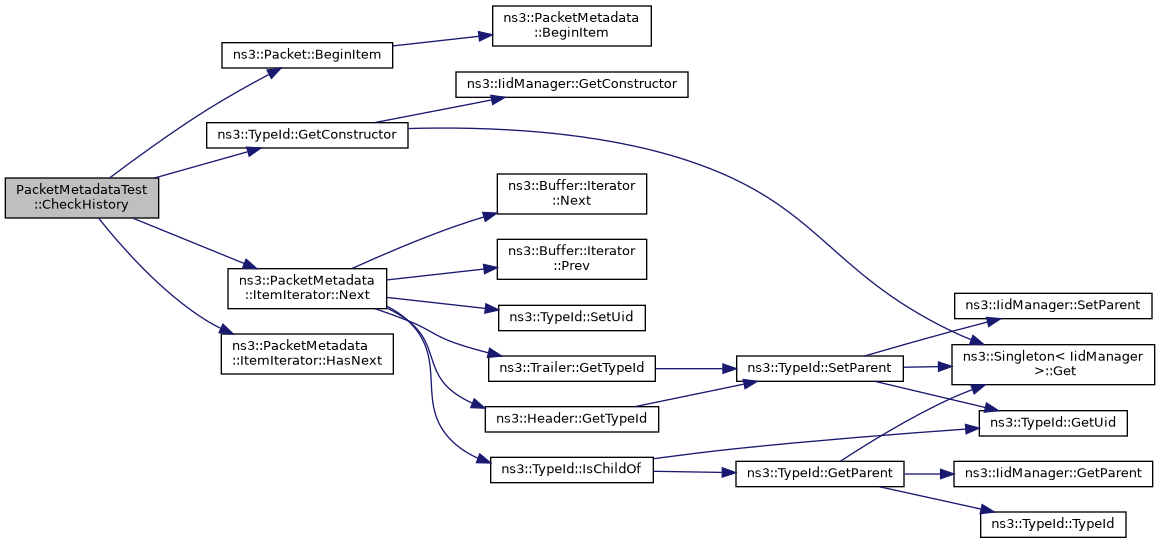 PacketMetadataTest
::CheckHistory
ns3::Packet::BeginItem
ns3::PacketMetadata
::BeginItem
ns3::TypeId::GetConstructor
ns3::IidManager::GetConstructor
ns3::PacketMetadata
::ItemIterator::Next
ns3::PacketMetadata
::ItemIterator::HasNext
ns3::Buffer::Iterator
::Next
ns3::Buffer::Iterator
::Prev
ns3::TypeId::SetUid
ns3::Trailer::GetTypeId
ns3::Header::GetTypeId
ns3::TypeId::IsChildOf
ns3::TypeId::SetParent
ns3::TypeId::GetParent
ns3::IidManager::SetParent
ns3::Singleton< IidManager
>::Get
ns3::TypeId::GetUid
ns3::IidManager::GetParent
ns3::TypeId::TypeId